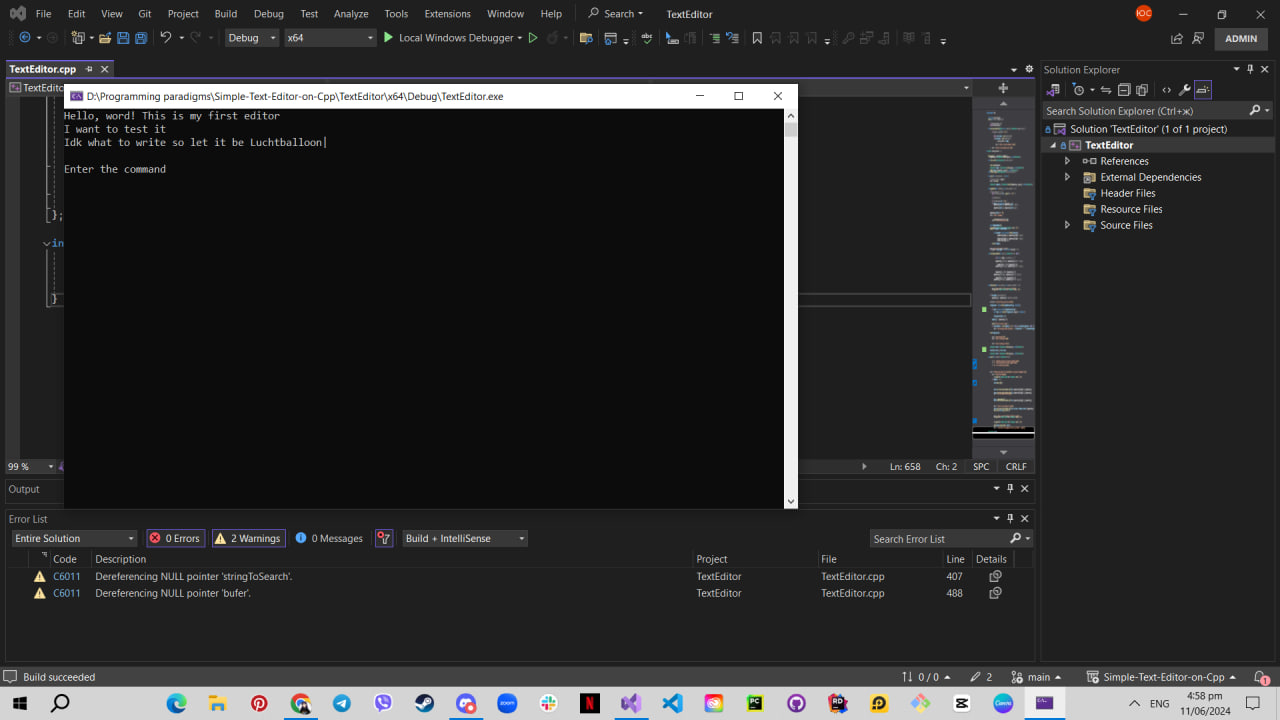 File Edit View Git Project Build Debug Test Analyze Tools Extensions Window Help Search TextEditor IOC
Debug x64 Local Windows Debugger ADMIN
TextEditor.cpp
D:\Programming paradigms\Simple-Text-Editor-on-Cpp\TextEditor\x64\Debug\TextEditor.exe
Hello, word! This is my first editor
I want to test it
Idk what to write so let it be Luchtbalpoon|
Enter the command
};
in
}
99 %
Ln: 658 Ch: 2 SPC CRLF
Solution Explorer
Search Solution Explorer (Ctrl+ж)
Solution 'TextEditor' (1 of 1 project)
TextEditor
References
External Dependencies
Header Files
Resource Files
Source Files
Output
Error List
Entire Solution 0 Errors 2 Warnings 0 Messages Build + IntelliSense Search Error List
Code Description Project File Line Details
C6011 Dereferencing NULL pointer 'stringToSearch'. TextEditor TextEditor.cpp 407
C6011 Dereferencing NULL pointer 'bufer'. TextEditor TextEditor.cpp 488
Build succeeded 0 / 0 2 main Simple-Text-Editor-on-Cpp 1
zoom N PC RD Canva ENG 4:58 pm
11/06/2024